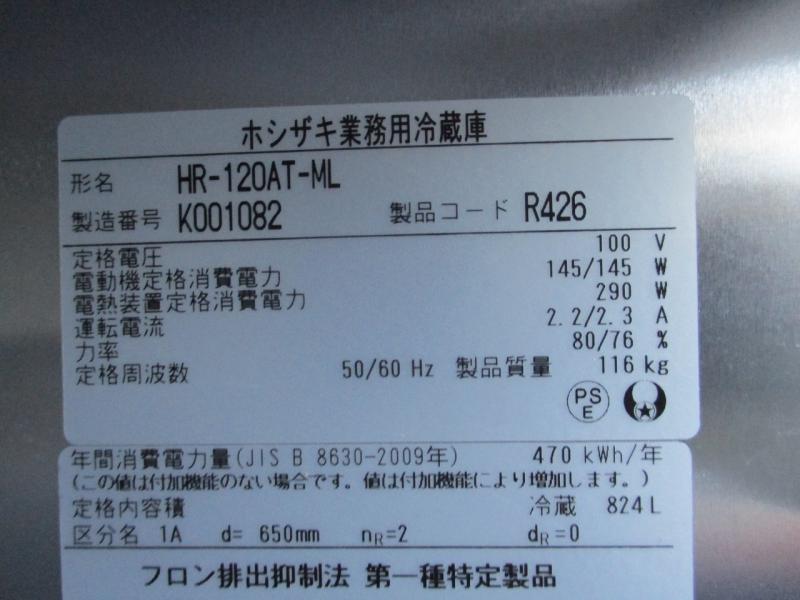 ホシザキ業務用冷蔵庫
形名 HR-120AT-ML
製造番号 K001082 製品コード R426
定格電圧 100 V
電動機定格消費電力 145/145 W
電熱装置定格消費電力 290 W
運転電流 2.2/2.3 A
力率 80/76 %
定格周波数 50/60 Hz 製品質量 116 kg
PS
E
年間消費電力量(JIS B 8630-2009年) 470 kWh/年
(この値は付加機能のない場合です。値は付加機能により増加します。)
定格内容積 冷蔵 824 L
区分名 1A d= 650mm nR=2 dR=0
フロン排出抑制法 第一種特定製品